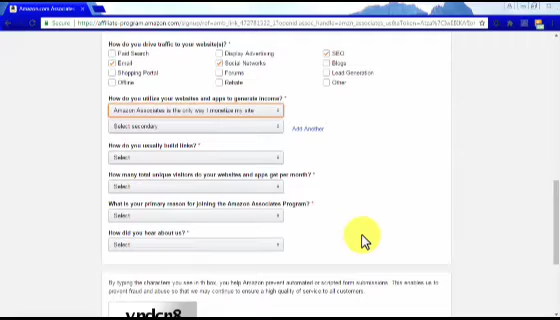 Amazon.com Associates
Secure
How do you drive traffic to your website(s)? *
Paid Search Display Advertising SEO
Email Social Networks Blogs
Shopping Portal Forums Lead Generation
Offline Rebate Other
How do you utilize your websites and apps to generate income? *
Amazon Associates is the only way I monetize my site
Select secondary Add Another
How do you usually build links? *
Select
How many total unique visitors do your websites and apps get per month? *
Select
What is your primary reason for joining the Amazon Associates Program? *
Select
How did you hear about us? *
Select
By typing the characters you see in th box, you help Amazon prevent automated or scripted form submissions. This enables us to
prevent fraud and abuse so that we may continue to ensure a high quality of service to all customers.